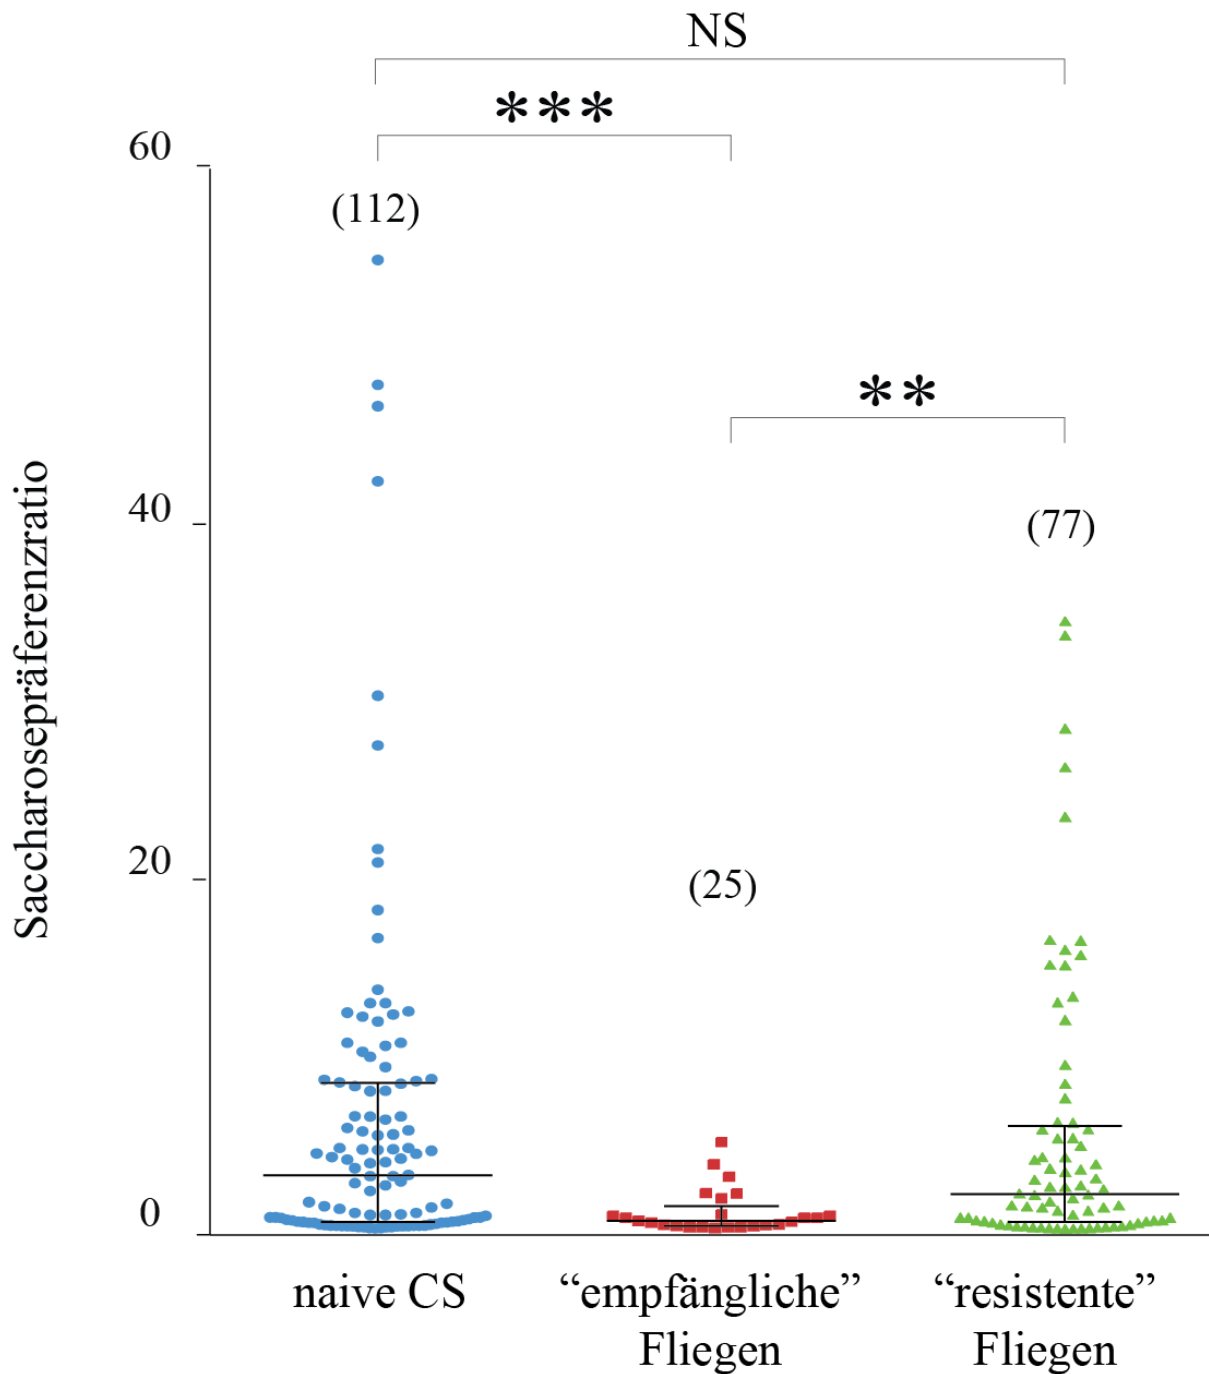 NS
***
60
(112)
**
40
(77)
Saccharosepräferenzratio
20
(25)
0
naive CS
“empfängliche”
Fliegen
“resistente”
Fliegen